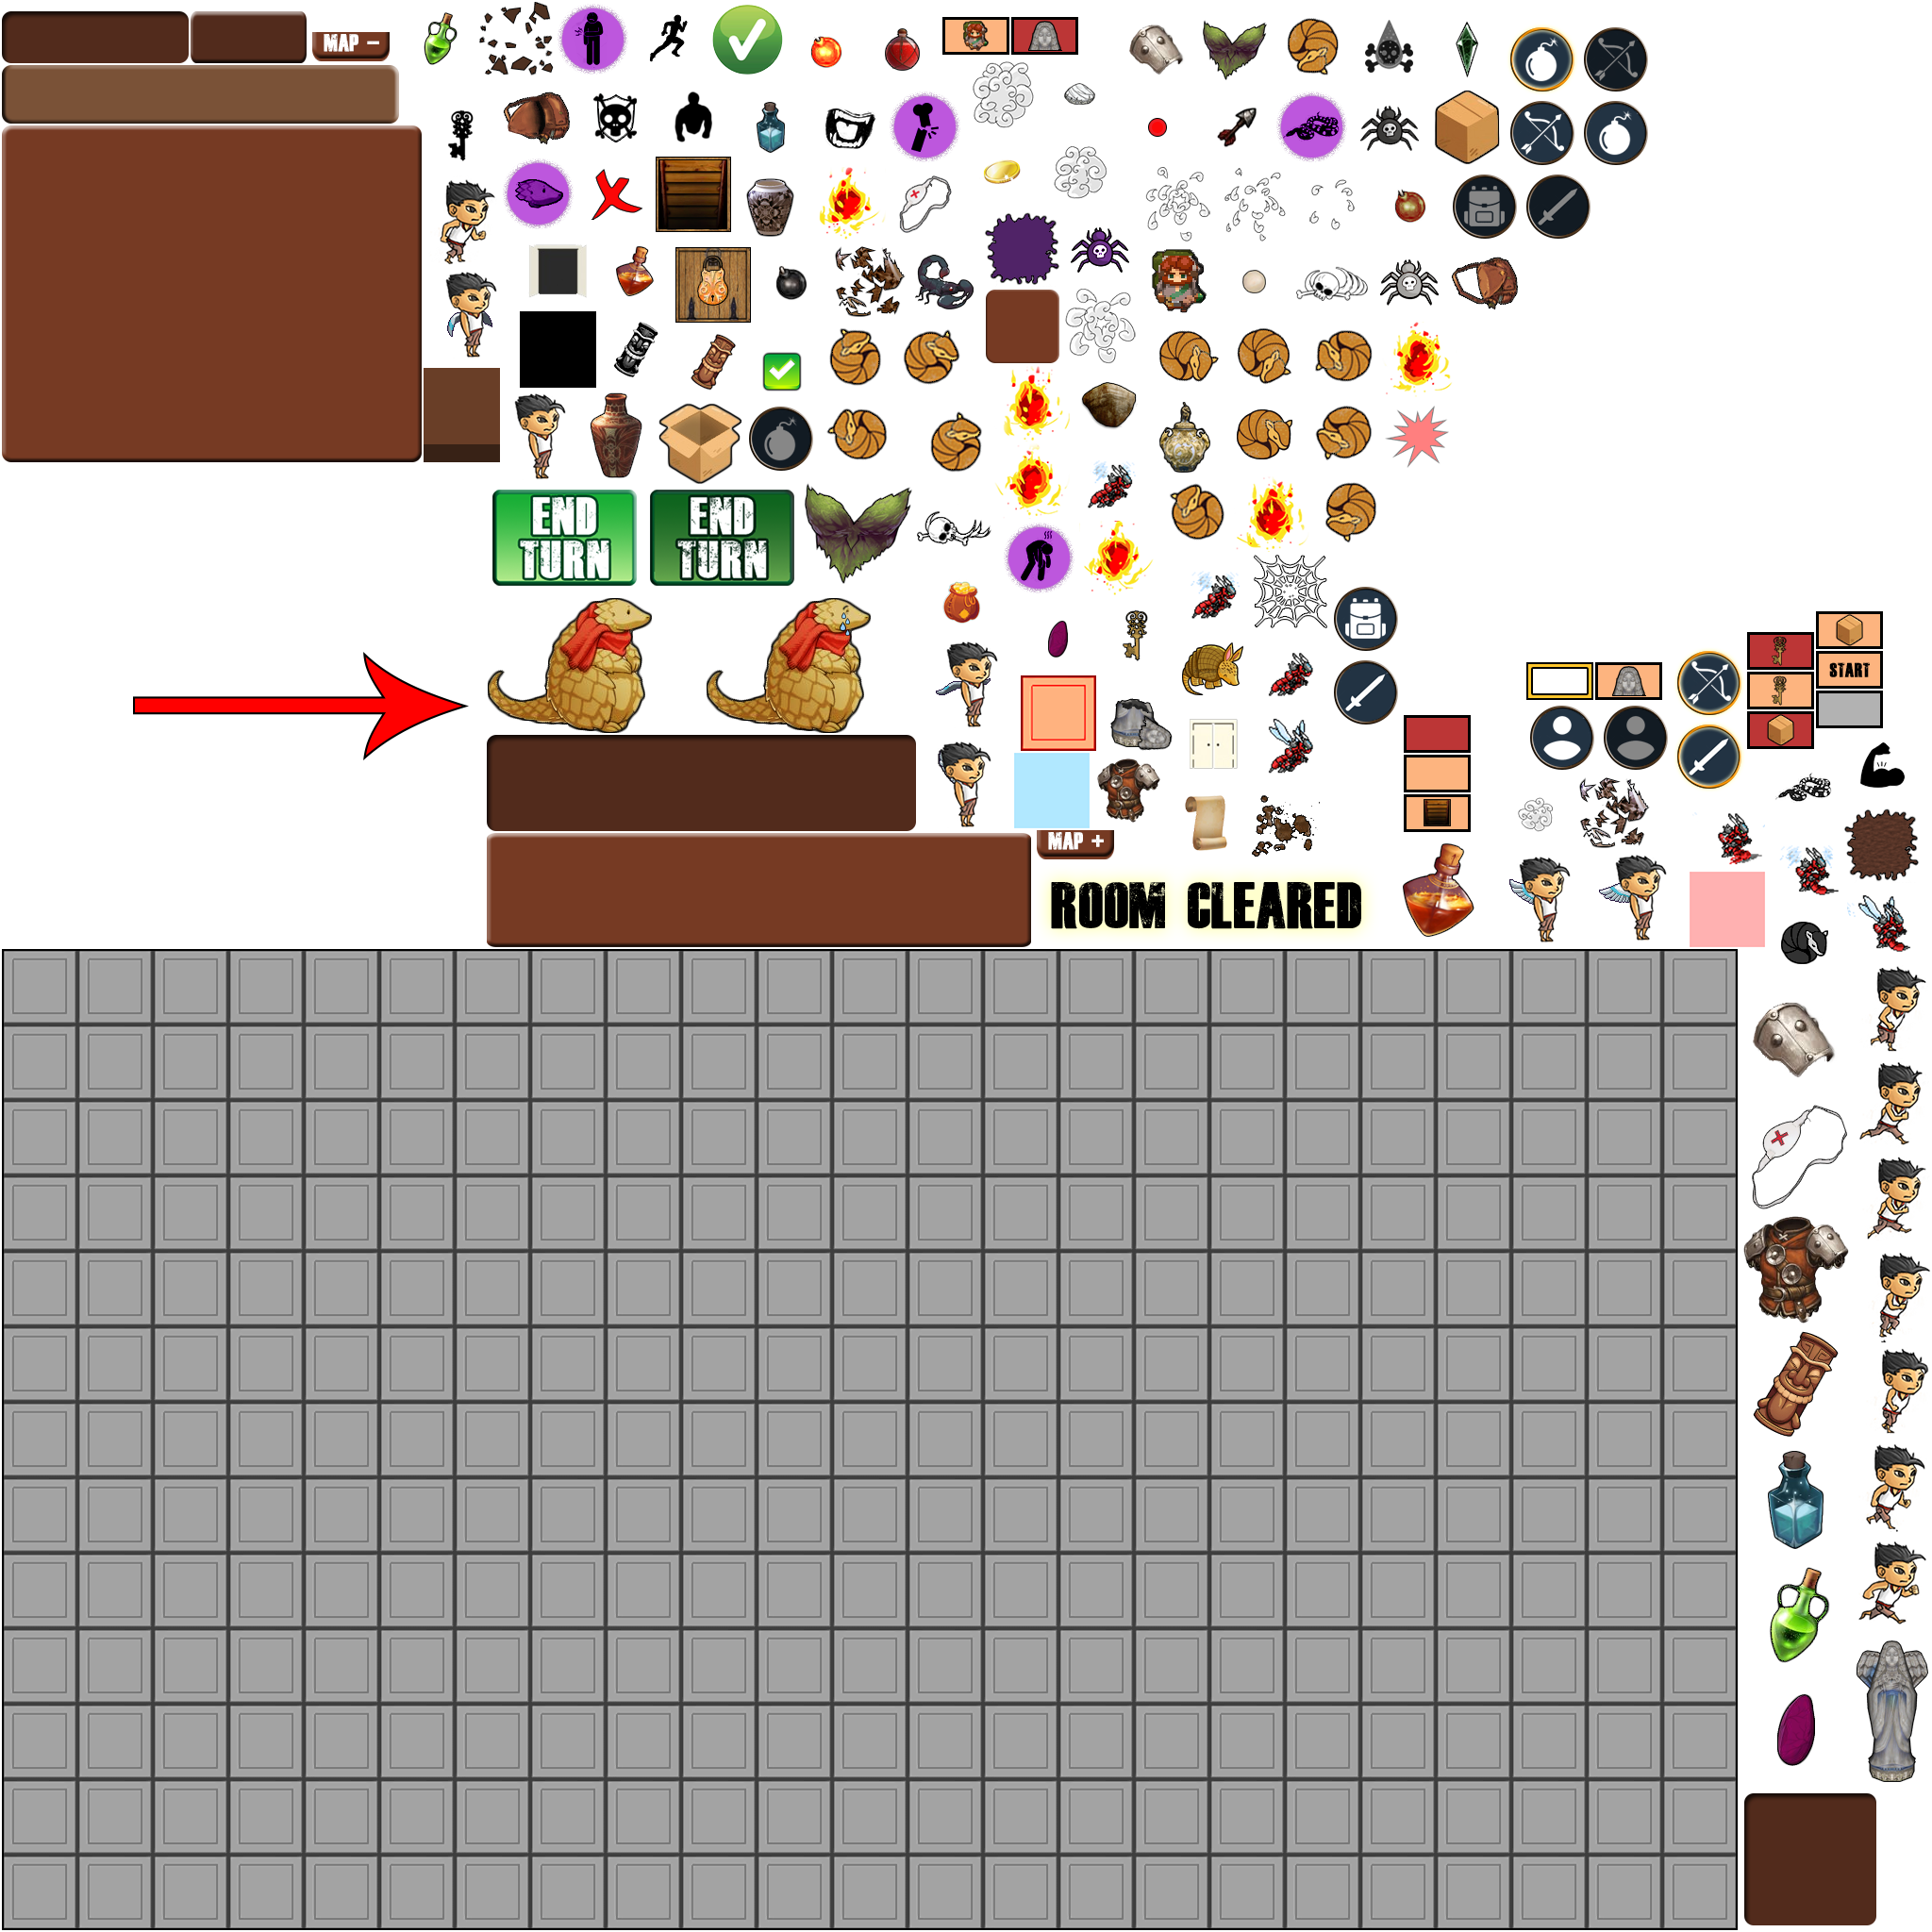 MAP -
END
TURN
END
TURN
START
MAP +
ROOM CLEARED